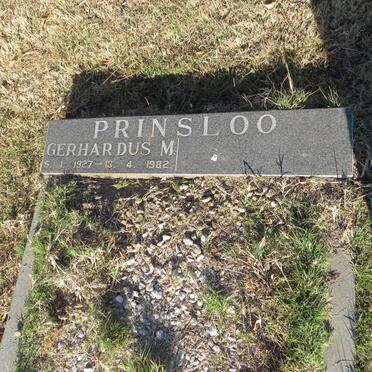 PRINSLOO
GERHARDUS M.
5. 1. 1927 — 13. 4. 1982.